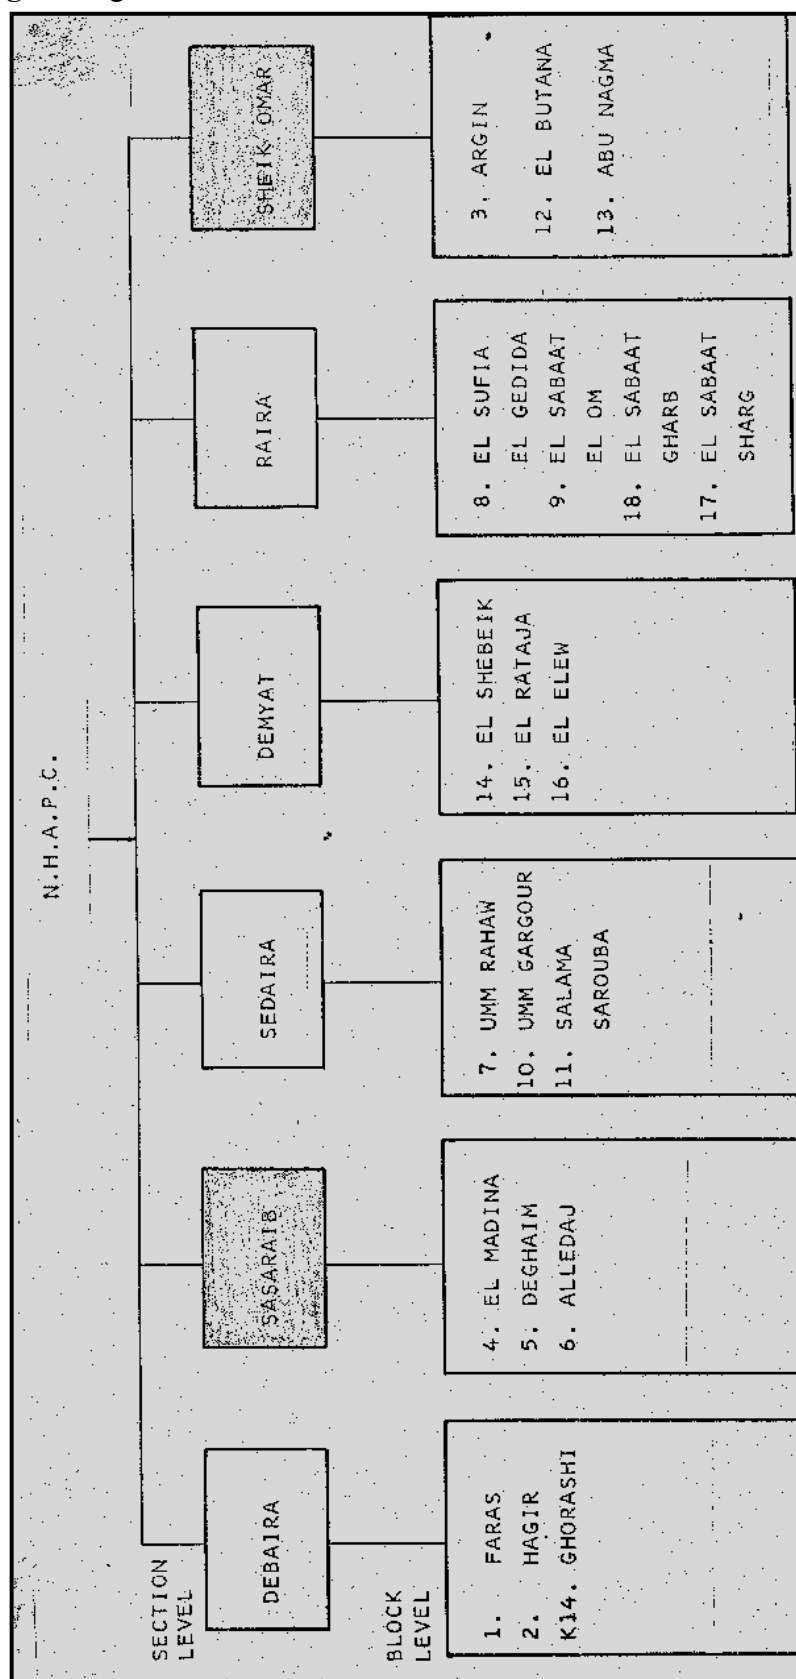 N.H.A.P.C.
SECTION
LEVEL
DEBAIRA
SASARAIB
SEDAIRA
DEMYAT
RAIRA
SHEIK OMAR
BLOCK
LEVEL
1. FARAS
2. HAGIR
K14. GHORASHI
4. EL MADINA
5. DEGHAIM
6. ALLEDAJ
7. UMM RAHAW
10. UMM GARGOUR
11. SALAMA
SAROUBA
14. EL SHEBEIK
15. EL RATAJA
16. EL ELEW
8. EL SUFIA
EL GEDIDA
9. EL SABAAT
EL OM
18. EL SABAAT
GHARB
17. EL SABAAT
SHARG
3. ARGIN
12. EL BUTANA
13. ABU NAGMA